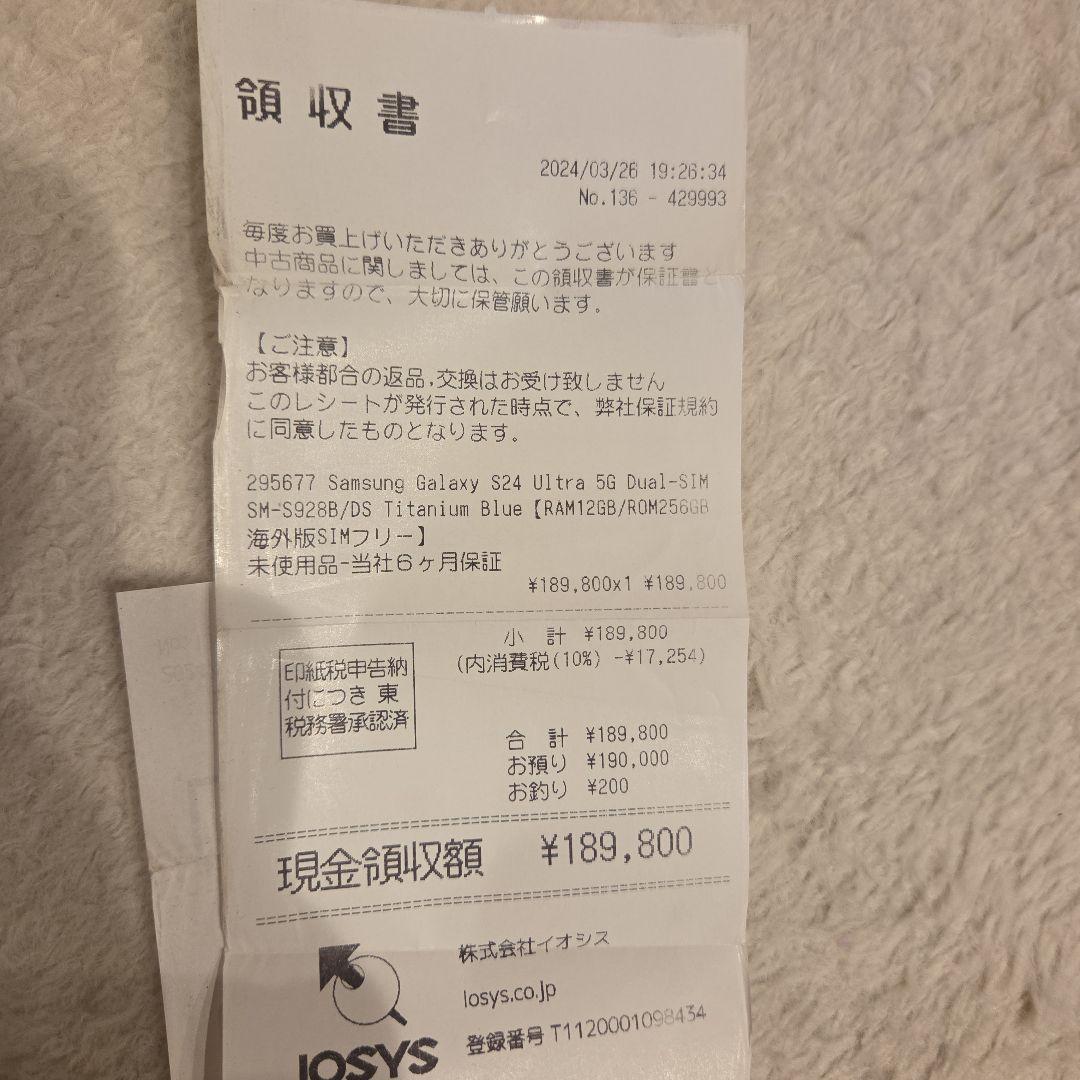 領収書
2024/03/26 19:26:34
No.136 - 429993
毎度お買上げいただきありがとうございます
中古商品に関しましては、この領収書が保証書と
なりますので、大切に保管願います。
【ご注意】
お客様都合の返品,交換はお受け致しません
このレシートが発行された時点で、弊社保証規約
に同意したものとなります。
295677 Samsung Galaxy S24 Ultra 5G Dual-SIM
SM-S928B/DS Titanium Blue【RAM12GB/ROM256GB
海外版SIMフリー】
未使用品-当社6ヶ月保証
¥189,800x1 ¥189,800
小 計 ¥189,800
(内消費税(10%) -¥17,254)
印紙税申告納
付につき 東
税務署承認済
合 計 ¥189,800
お預り ¥190,000
お釣り ¥200
現金領収額 ¥189,800
株式会社イオシス
Iosys.co.jp
登録番号 T1120001098434
IOSYS